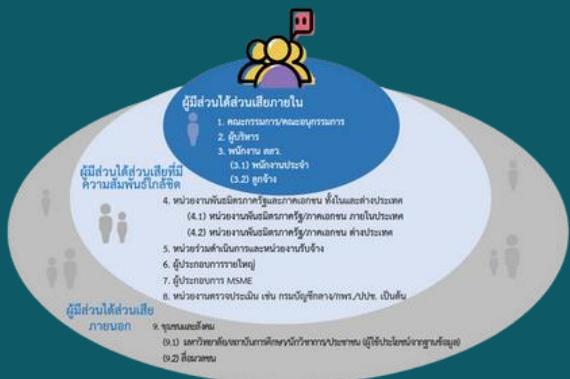 ผู้มีส่วนได้ส่วนเสียภายใน
1. คณะกรรมการ/คณะอนุกรรมการ
2. ผู้บริหาร
3. พนักงาน สสว.
(3.1) พนักงานประจำ
(3.2) ลูกจ้าง
ผู้มีส่วนได้ส่วนเสียที่มี
ความสัมพันธ์ใกล้ชิด
4. หน่วยงานพันธมิตรภาครัฐและภาคเอกชน ทั้งในและต่างประเทศ
(4.1) หน่วยงานพันธมิตรภาครัฐ/ภาคเอกชน ภายในประเทศ
(4.2) หน่วยงานพันธมิตรภาครัฐ/ภาคเอกชน ต่างประเทศ
5. หน่วยร่วมดำเนินการและหน่วยงานรับจ้าง
6. ผู้ประกอบการรายใหญ่
7. ผู้ประกอบการ MSME
8. หน่วยงานตรวจประเมิน เช่น กรมบัญชีกลาง/กพร./ปปช. เป็นต้น
ผู้มีส่วนได้ส่วนเสีย
ภายนอก
9. ชุมชนและสังคม
(9.1) มหาวิทยาลัย/สถาบันการศึกษา/นักวิชาการ/ประชาชน (ผู้ใช้ประโยชน์จากฐานข้อมูล)
(9.2) สื่อมวลชน